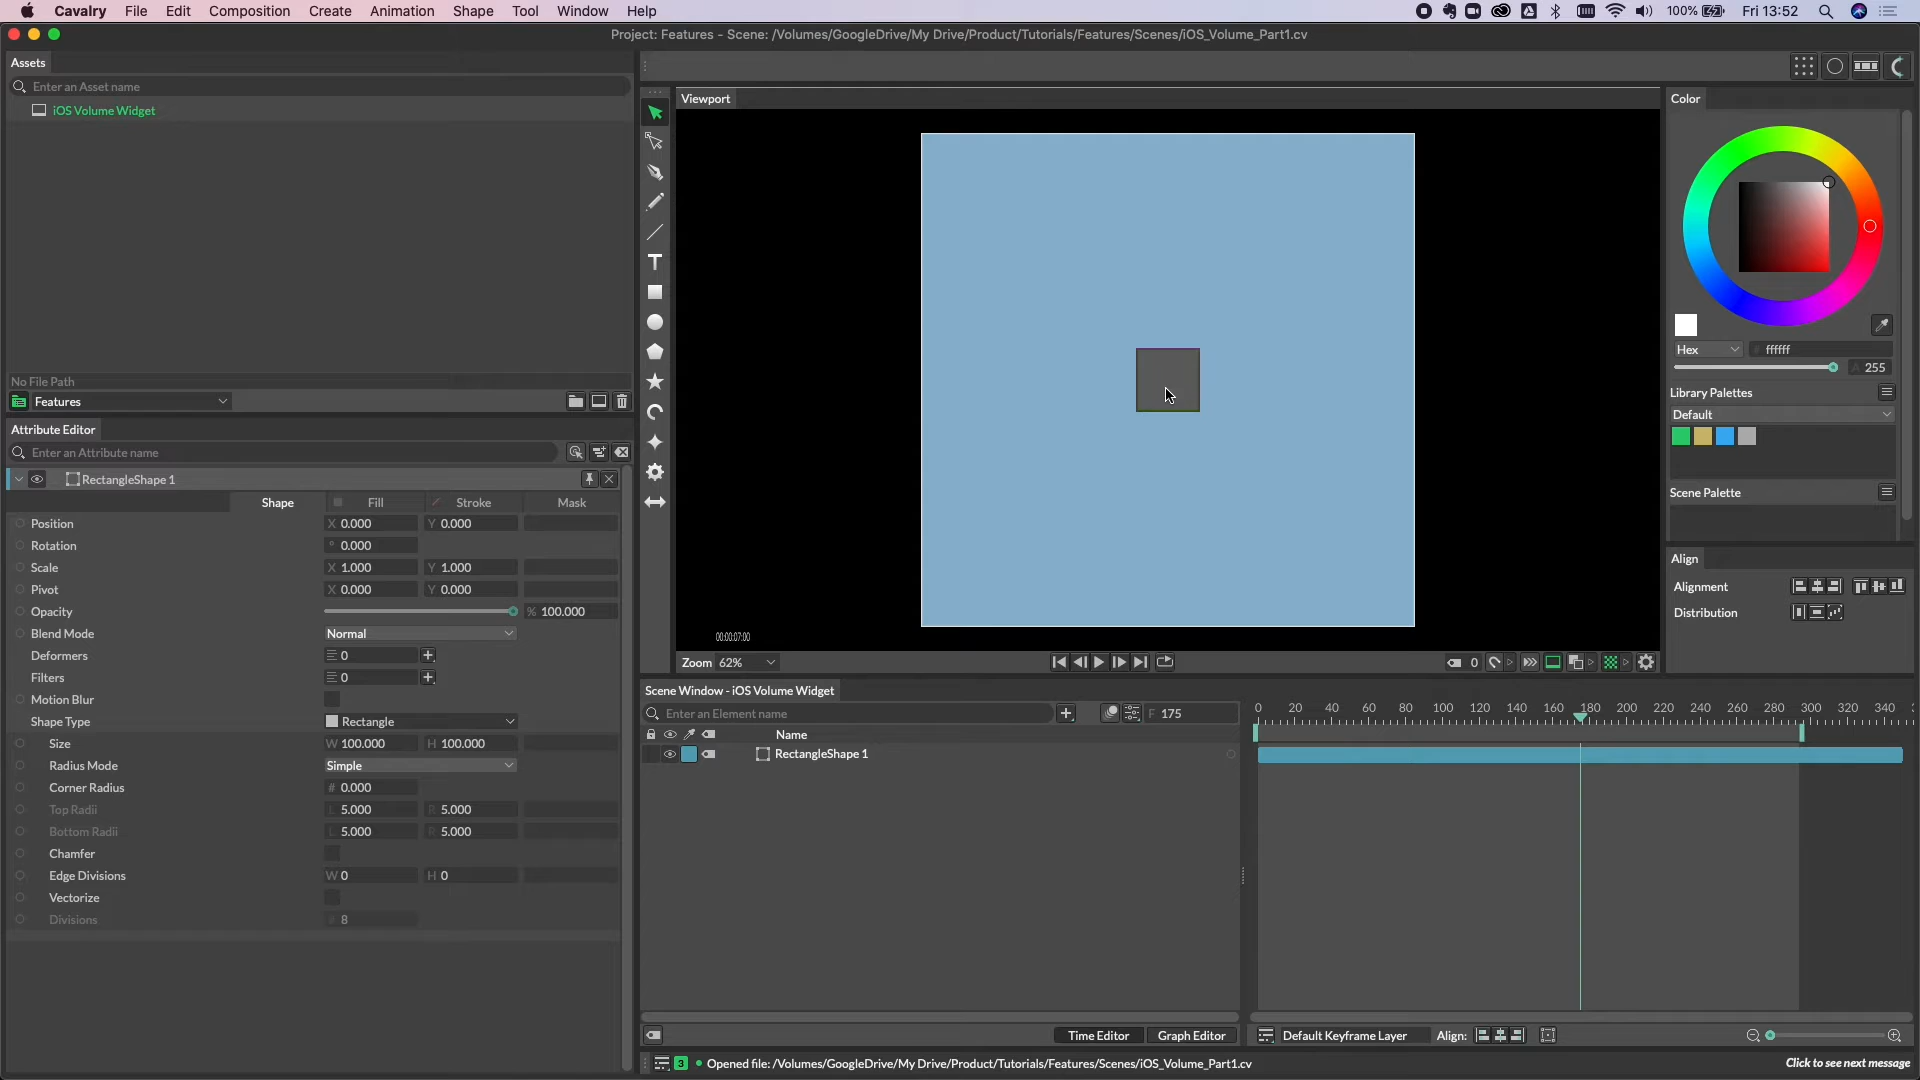 Cavalry File Edit Composition Create Animation Shape Tool Window Help 100% Fri 13:52
Project: Features - Scene: /Volumes/GoogleDrive/My Drive/Product/Tutorials/Features/Scenes/iOS_Volume_Part1.cv
Assets
Enter an Asset name
iOS Volume Widget
No File Path
Features
Attribute Editor
Enter an Attribute name
RectangleShape 1
Shape Fill Stroke Mask
Position X 0.000 Y 0.000
Rotation ° 0.000
Scale X 1.000 Y 1.000
Pivot X 0.000 Y 0.000
Opacity % 100.000
Blend Mode Normal
Deformers 0
Filters 0
Motion Blur
Shape Type Rectangle
Size W 100.000 H 100.000
Radius Mode Simple
Corner Radius # 0.000
Top Radii L 5.000 R 5.000
Bottom Radii L 5.000 R 5.000
Chamfer
Edge Divisions W 0 H 0
Vectorize
Divisions 8
Viewport
00:00:07:00
Zoom 62%
0
Color
Hex # ffffff
A 255
Library Palettes
Default
Scene Palette
Align
Alignment
Distribution
Scene Window - iOS Volume Widget
Enter an Element name
F 175
0 20 40 60 80 100 120 140 160 180 200 220 240 260 280 300 320 340
Name
RectangleShape 1
Time Editor Graph Editor
Default Keyframe Layer Align:
3 Opened file: /Volumes/GoogleDrive/My Drive/Product/Tutorials/Features/Scenes/iOS_Volume_Part1.cv
Click to see next message